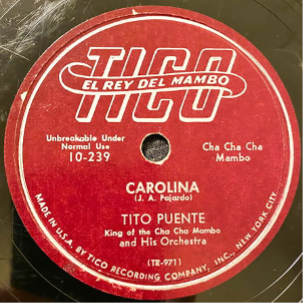 TICO
EL REY DEL MAMBO
Unbreakable Under
Normal Use
10-239
Cha Cha Cha
Mambo
CAROLINA
(J. A. Fajardo)
TITO PUENTE
King of the Cha Cha Mambo
and His Orchestra
(TR-971)
MADE IN U.S.A. BY TICO RECORDING COMPANY, INC., NEW YORK CITY